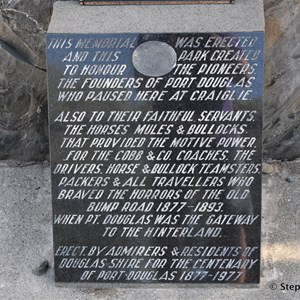 THIS MEMORIAL WAS ERECTED
AND THIS PARK CREATED
TO HONOUR THE PIONEERS
THE FOUNDERS OF PORT DOUGLAS
WHO PAUSED HERE AT CRAIGLIE.
ALSO TO THEIR FAITHFUL SERVANTS,
THE HORSES, MULES & BULLOCKS.
THAT PROVIDED THE MOTIVE POWER,
FOR THE COBB & CO. COACHES. THE
DRIVERS, HORSE & BULLOCK TEAMSTERS,
PACKERS & ALL TRAVELLERS WHO
BRAVED THE HORRORS OF THE OLD
BUMP ROAD 1877-1893,
WHEN PT. DOUGLAS WAS THE GATEWAY
TO THE HINTERLAND.
ERECT. BY ADMIRERS & RESIDENTS OF
DOUGLAS SHIRE FOR THE CENTENARY
OF PORT DOUGLAS 1877-1977
© Step